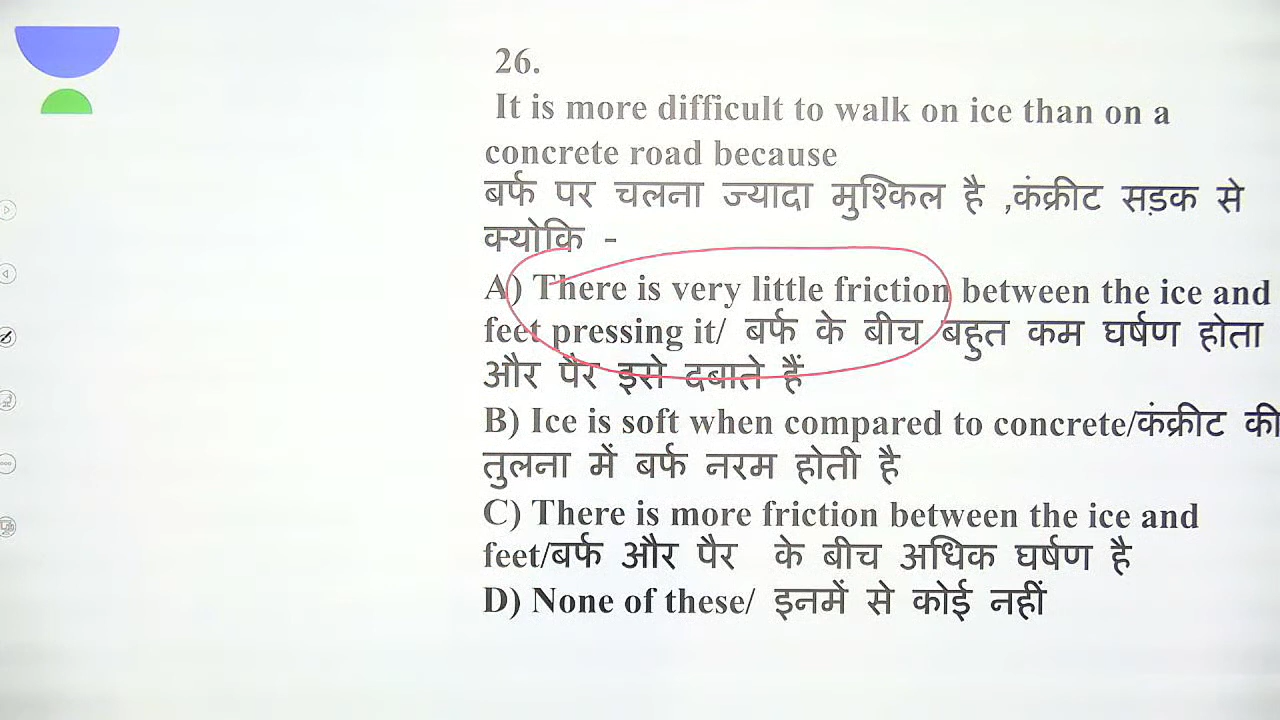 26.
It is more difficult to walk on ice than on a
concrete road because
बर्फ पर चलना ज्यादा मुश्किल है ,कंक्रीट सड़क से
क्योकि -
A) There is very little friction between the ice and
feet pressing it/ बर्फ के बीच बहुत कम घर्षण होता
और पैर इसे दबाते हैं
B) Ice is soft when compared to concrete/कंक्रीट की
तुलना में बर्फ नरम होती है
C) There is more friction between the ice and
feet/बर्फ और पैर के बीच अधिक घर्षण है
D) None of these/ इनमें से कोई नहीं